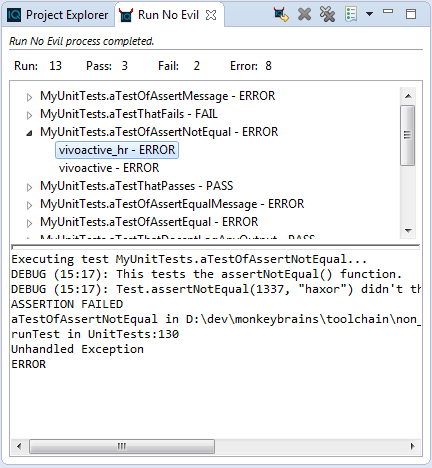 Project Explorer Run No Evil
Run No Evil process completed.
Run: 13 Pass: 3 Fail: 2 Error: 8
MyUnitTests.aTestOfAssertMessage - ERROR
MyUnitTests.aTestThatFails - FAIL
MyUnitTests.aTestOfAssertNotEqual - ERROR
vivoactive_hr - ERROR
vivoactive - ERROR
MyUnitTests.aTestThatPasses - PASS
MyUnitTests.aTestOfAssertEqualMessage - ERROR
MyUnitTests.aTestOfAssertEqual - ERROR
MyUnitTests.aTestThatDoesntLogAnyOutput - PASS
Executing test MyUnitTests.aTestOfAssertNotEqual...
DEBUG (15:17): This tests the assertNotEqual() function.
DEBUG (15:17): Test.assertNotEqual(1337, "haxor") didn't th
ASSERTION FAILED
aTestOfAssertNotEqual in D:\dev\monkeybrains\toolchain\non_
runTest in UnitTests:130
Unhandled Exception
ERROR